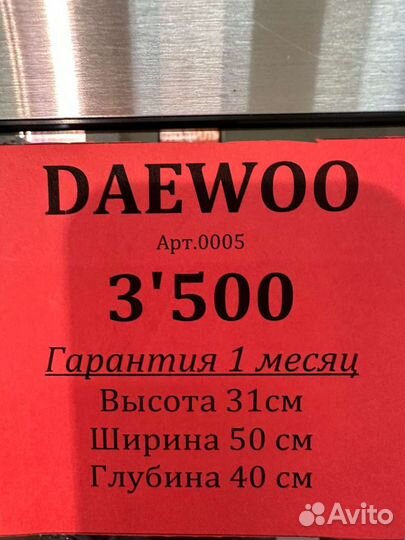 DAEWOO
Арт.0005
3'500
Гарантия 1 месяц
Высота 31см
Ширина 50 см
Глубина 40 см
Avito